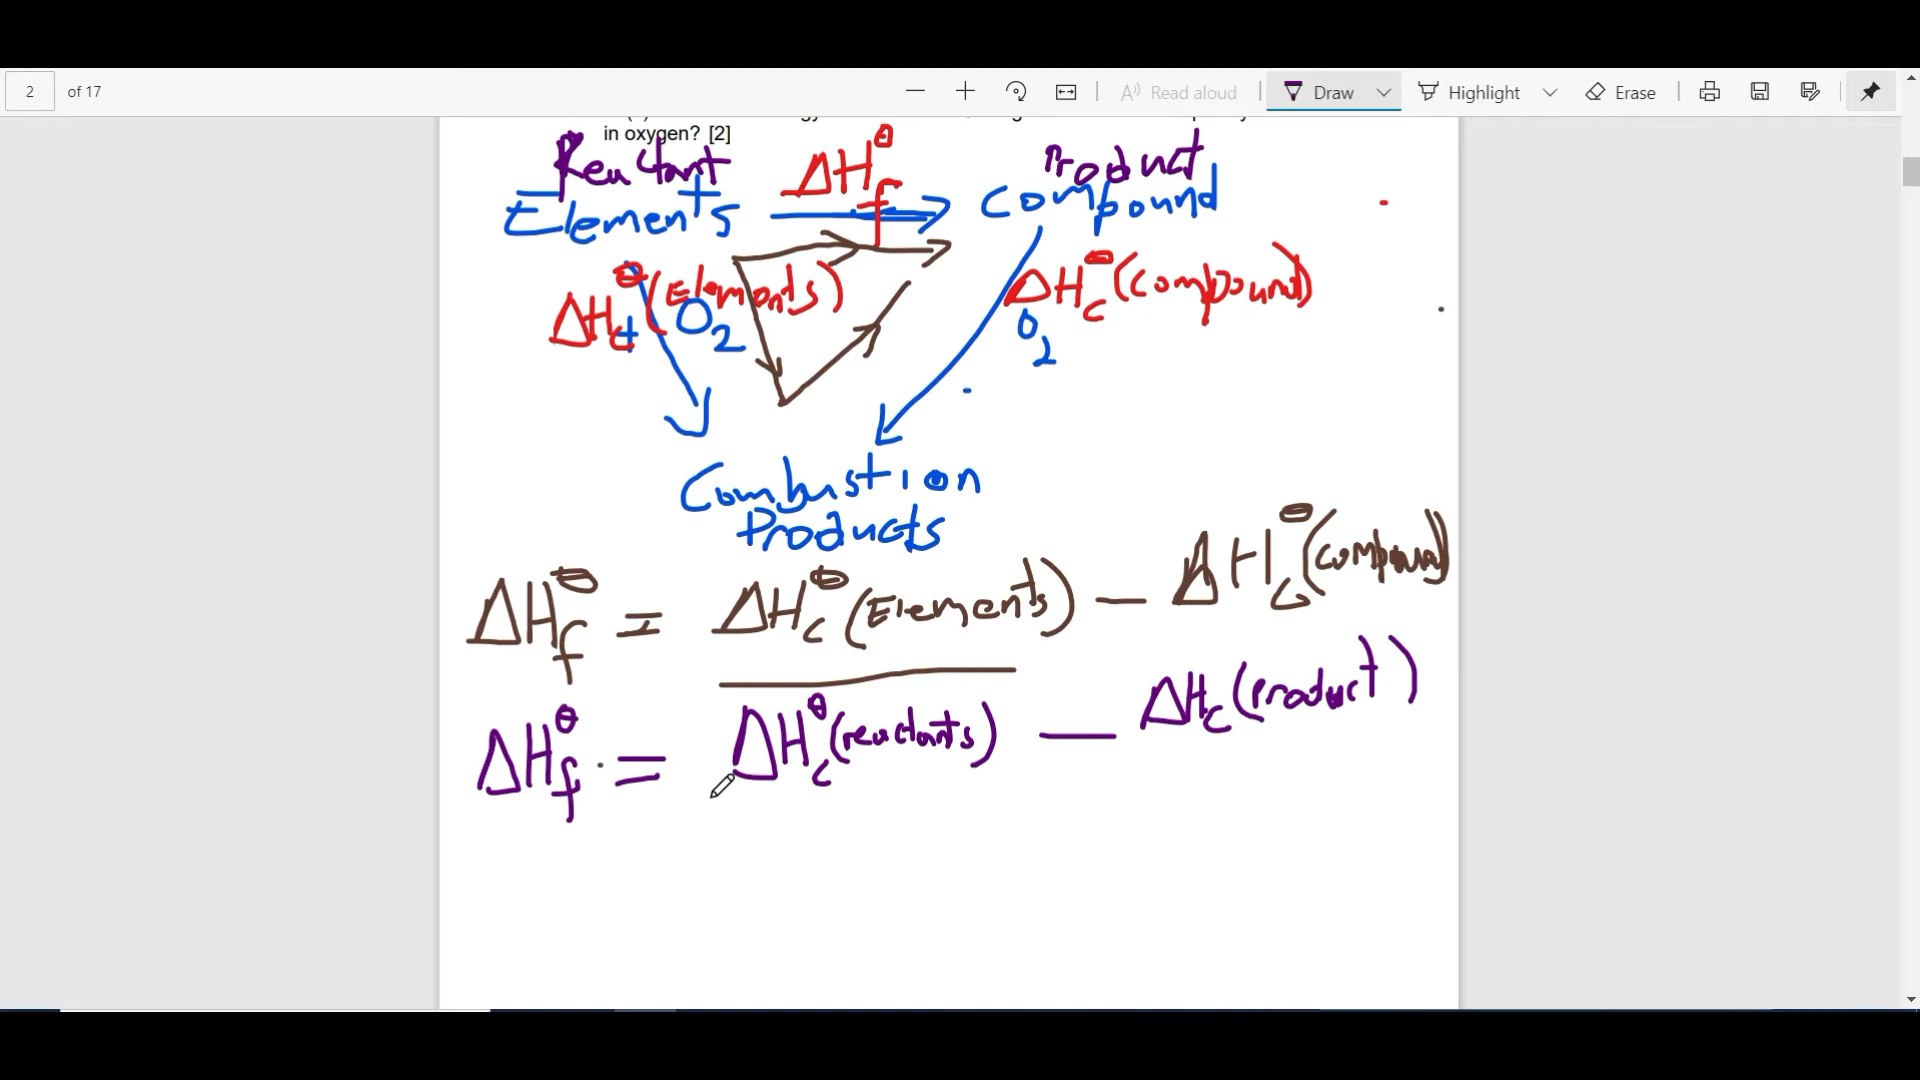 2 of 17 Read aloud Draw Highlight Erase
in oxygen? [2]
Reactant ΔH⦵f Product
Elements Compound
ΔH⦵c (Elements) ΔH⦵c (Compound)
+ O2 O2
Combustion
Products
ΔH⦵f = ΔH⦵c (Elements) − ΔH⦵c (compound)
ΔH⦵f = ΔH⦵c (reactants) − ΔHc (product)